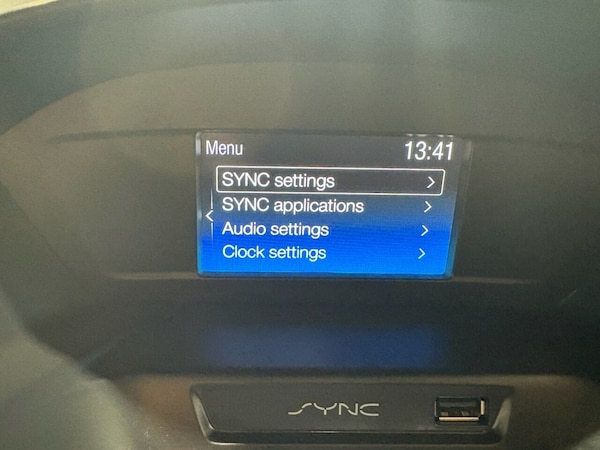 Menu 13:41
SYNC settings
SYNC applications
Audio settings
Clock settings
SYNC